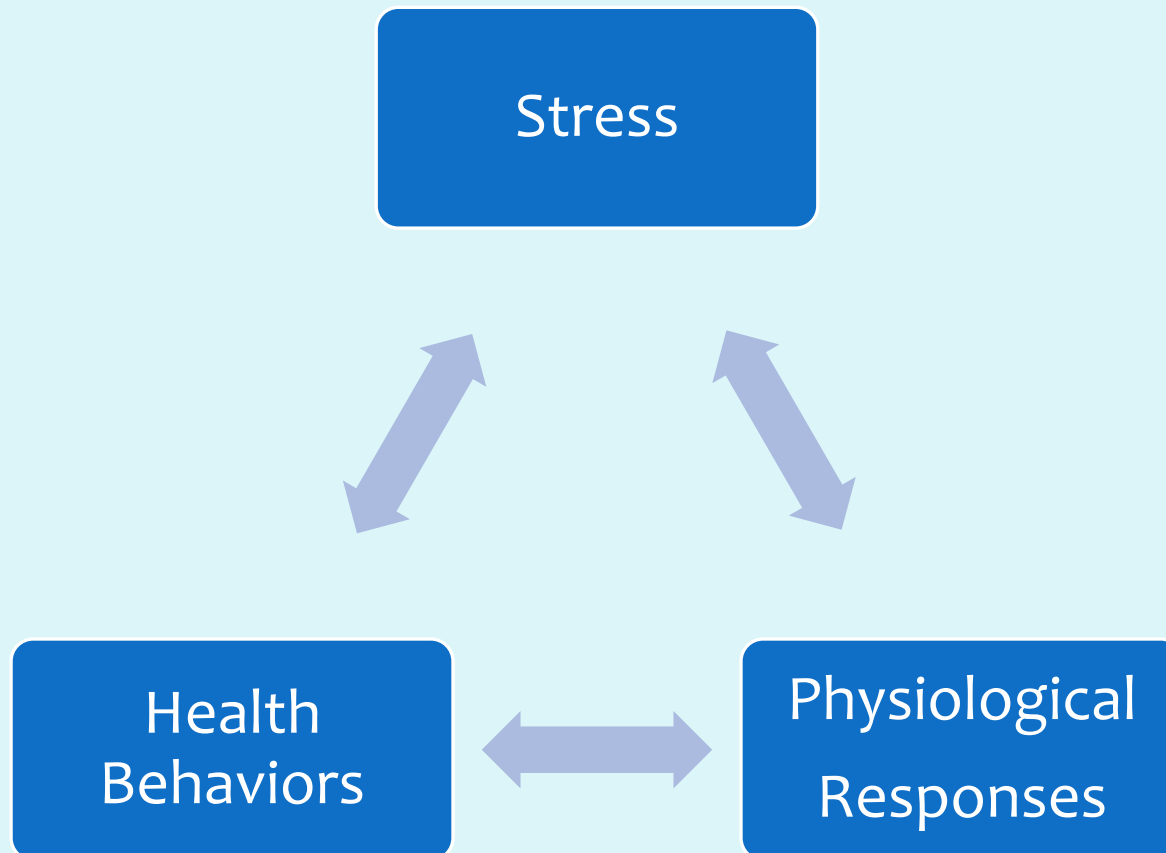 Stress
Health
Behaviors
Physiological
Responses